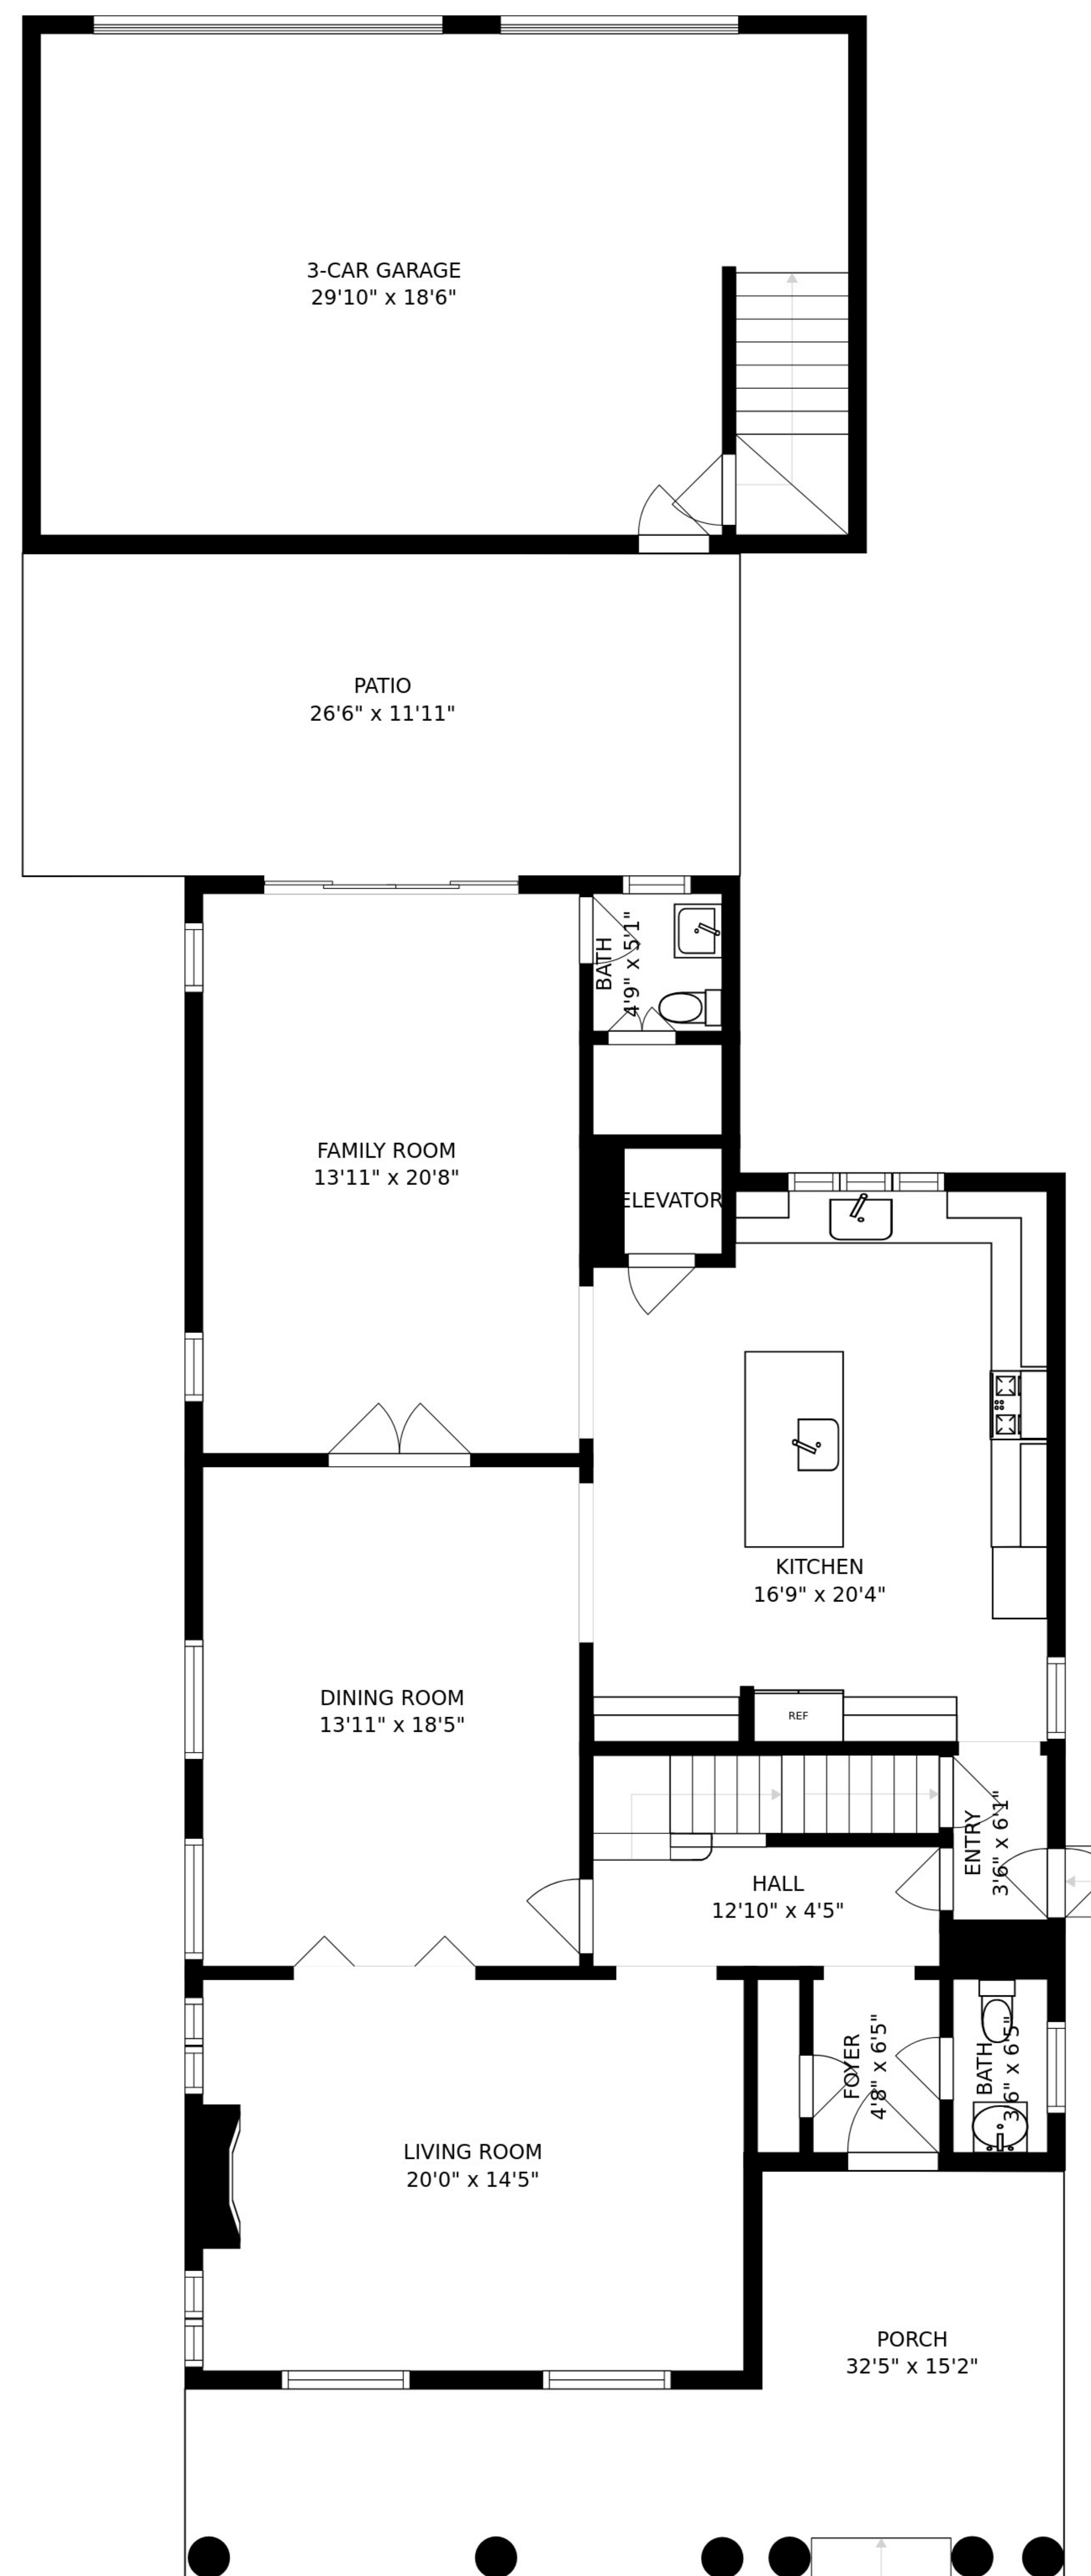 3-CAR GARAGE
29'10" x 18'6"
PATIO
26'6" x 11'11"
BATH
4'9" x 5'1"
FAMILY ROOM
13'11" x 20'8"
ELEVATOR
KITCHEN
16'9" x 20'4"
DINING ROOM
13'11" x 18'5"
REF
ENTRY
3'6" x 6'1"
HALL
12'10" x 4'5"
FOYER
4'8" x 6'5"
BATH
3'6" x 6'5"
LIVING ROOM
20'0" x 14'5"
PORCH
32'5" x 15'2"